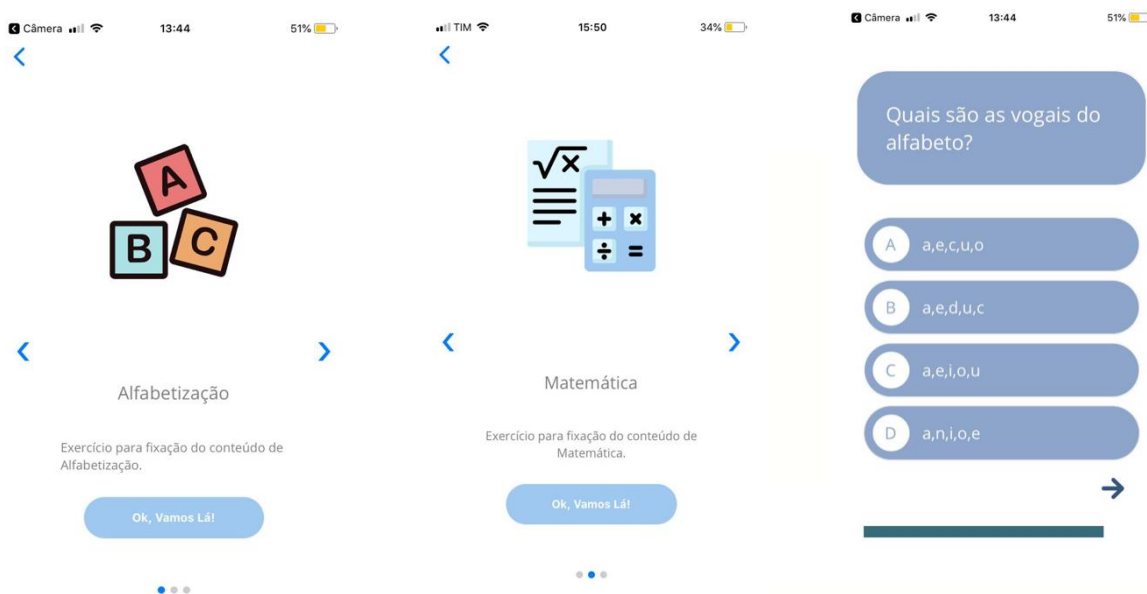 Câmera 13:44 51%
A
B C
Alfabetização
Exercício para fixação do conteúdo de
Alfabetização.
Ok, Vamos Lá!
TIM 15:50 34%
√x
+ ×
÷ =
Matemática
Exercício para fixação do conteúdo de
Matemática.
Ok, Vamos Lá!
Câmera 13:44 51%
Quais são as vogais do
alfabeto?
A a,e,c,u,o
B a,e,d,u,c
C a,e,i,o,u
D a,n,i,o,e